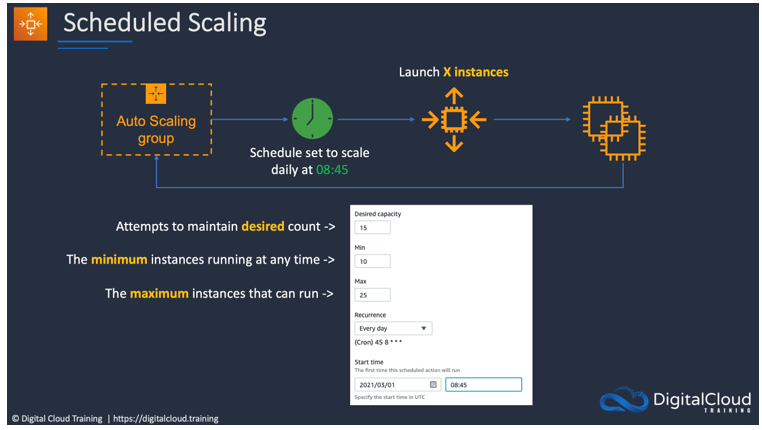 Scheduled Scaling
Launch X instances
Auto Scaling
group
Schedule set to scale
daily at 08:45
Attempts to maintain desired count ->
The minimum instances running at any time ->
The maximum instances that can run ->
Desired capacity
15
Min
10
Max
25
Recurrence
Every day
(Cron) 45 8 * * *
Start time
The first time this scheduled action will run
2021/03/01
08:45
Specify the start time in UTC
DigitalCloud
TRAINING
© Digital Cloud Training | https://digitalcloud.training